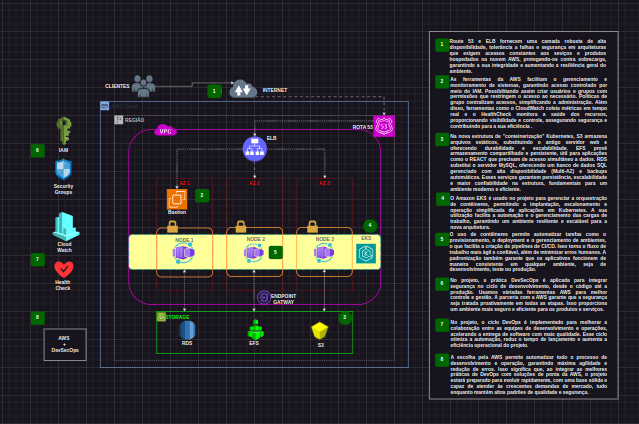 CLIENTES
1
INTERNET
REGIÃO
VPC
ROTA 53
53
ELB
6
IAM
Security
Groups
AZ 1
AZ 2
AZ 3
2
Bastion
4
NODE 1
NODE 2
NODE 3
EKS
5
Cloud
Watch
7
Health
Check
ENDPOINT
GATWAY
8
STORAGE
3
RDS
EFS
S3
AWS
+
DevSecOps
1
Route 53 e ELB fornecem uma camada robusta de alta
disponibilidade, tolerância a falhas e segurança em arquiteturas
que exigem acessos constantes aos seviços e produtos
hospedados na nuvem AWS, protegendo-os contra sobrecarga,
garantindo a sua integridade e aumentando a resiliência geral do
ambiente.
2
As ferramentas da AWS facilitam o gerenciamento e
monitoramento de sistemas, garantindo acesso controlado por
meio do IAM. Possibilitando assim criar usuários e grupos com
permissões que restringem o acesso ao necessário. Políticas de
grupo centralizam acessos, simplificando a administração. Além
disso, ferramentas como o CloudWatch coleta métricas em tempo
real e o HealthCheck monitora a saúde dos recursos,
proporcionando visibilidade e controle, assegurando segurança e
contribuindo para a sua eficiência.
3
Na nova estrutura de "conteinerização" Kubernetes, S3 armazena
arquivos estáticos, substituindo o antigo servidor web e
oferecendo durabilidade e escalabilidade. EFS provê
armazenamento compartilhado e persistente, útil para aplicações
como o REACT que precisam de acesso simultâneo a dados. RDS
substitui o servidor MySQL, oferecendo um banco de dados SQL
gerenciado com alta disponibilidade (Multi-AZ) e backups
automáticos. Esses serviços garantem persistência, escalabilidade
e maior confiabilidade na estrutura, fundamentais para um
ambiente moderno e eficiente.
4
O Amazon EKS é usado no projeto para gerenciar a orquestração
de contêineres, permitindo a implantação, escalonamento e
operação simplificada de aplicações em Kubernetes. A sua
utilização facilita a automação e o gerenciamento das cargas de
trabalho, garantindo um ambiente resiliente e escalável para a
nova arquitetura.
5
O uso de contêineres permite automatizar tarefas como o
provisionamento, o deployment e o gerenciamento de ambientes,
o que facilita a criação de pipelines de CI/CD. Isso torna o fluxo de
trabalho mais ágil e confiável, além de minimizar erros humanos. A
padronização também garante que os aplicativos funcionem de
maneira consistente em qualquer ambiente, seja de
desenvolvimento, teste ou produção.
6
No projeto, a prática DevSecOps é aplicada para integrar
segurança no ciclo de desenvolvimento, desde o código até a
produção. Usamos várias ferramentas AWS para melhor
controle e gestão. A parceria com a AWS garante que a segurança
seja tratada proativamente em todas as etapas. Isso proporciona
um ambiente mais seguro e eficiente para os produtos e serviços.
7
No projeto, o ciclo DevOps é implementado para melhorar a
colaboração entre as equipes de desenvolvimento e operações,
acelerando a entrega de software com mais qualidade. Esse ciclo
otimiza a automação, reduz o tempo de lançamento e aumenta a
eficiência operacional do projeto.
8
A escolha pela AWS permite automatizar todo o processo de
desenvolvimento e operação, garantindo máxima agilidade e
redução de erros. Isso significa que, ao integrar as melhores
práticas de DevOps com soluções de ponta da AWS, o projeto
estará preparado para evoluir rapidamente, com uma base sólida e
capaz de atender às crescentes demandas de mercado, tudo
enquanto mantém altos padrões de qualidade e segurança.